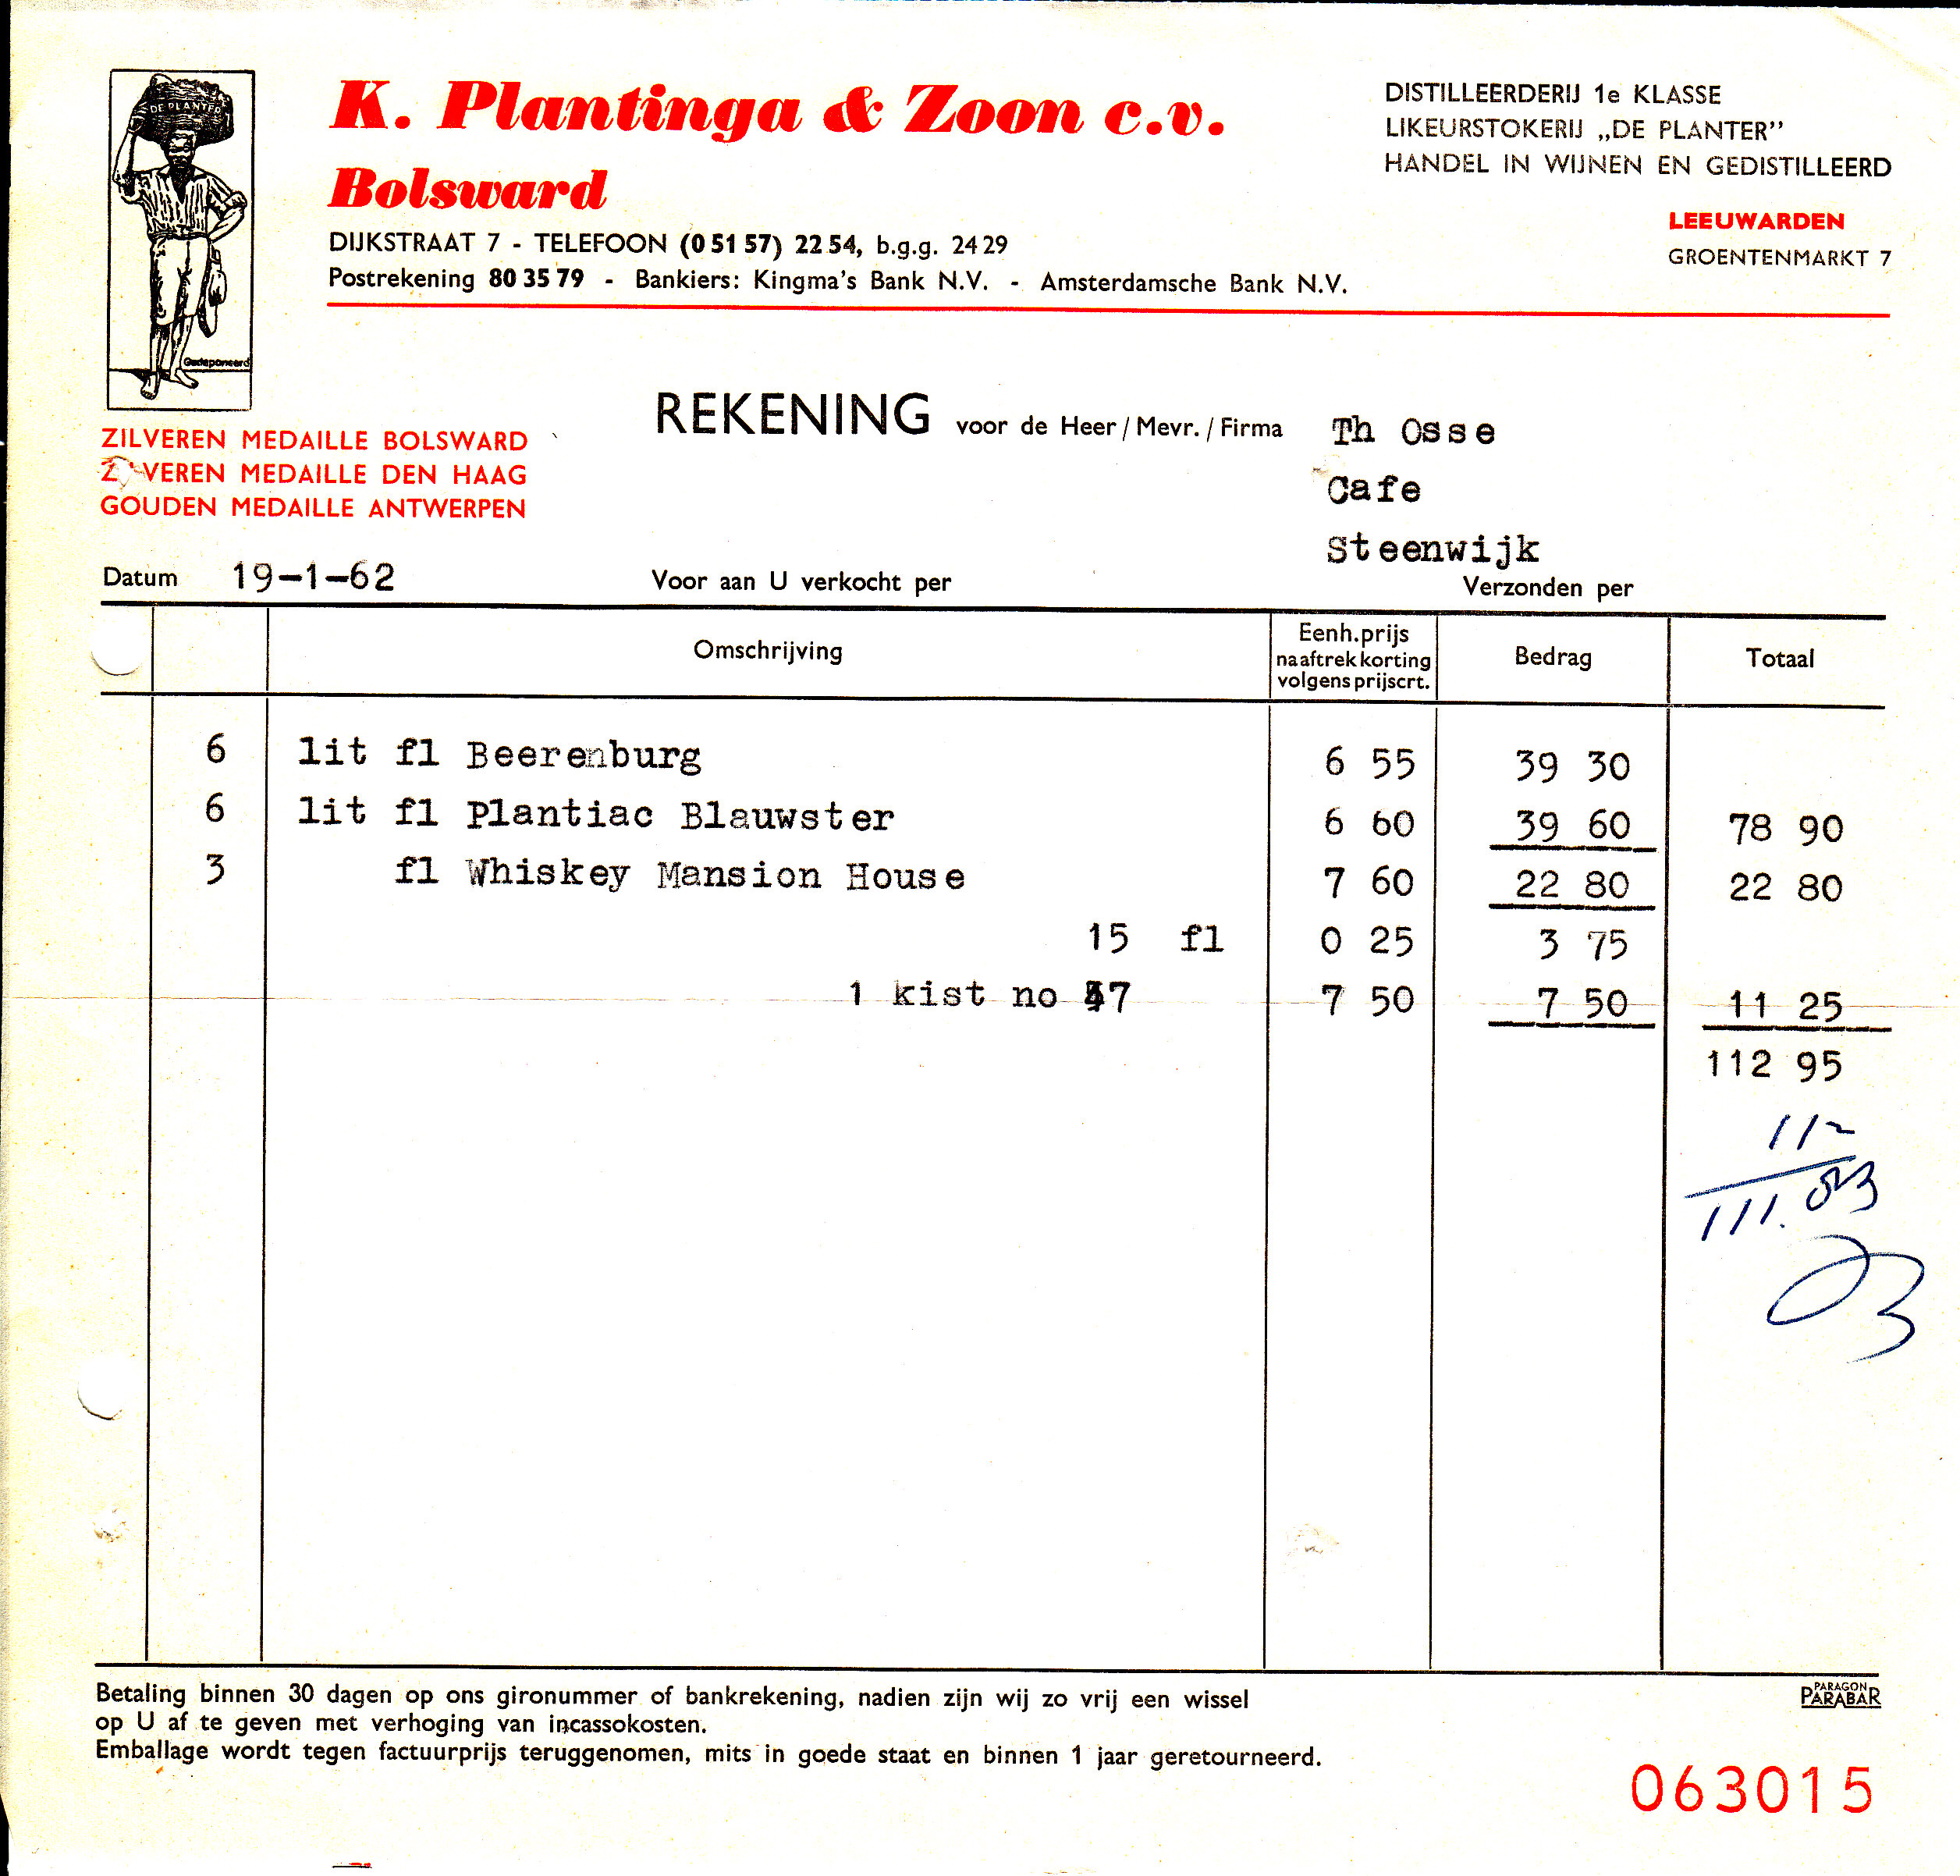 DE PLANTER
Gedeponeerd
K. Plantinga & Zoon c.v.
Bolsward
DIJKSTRAAT 7 - TELEFOON (0 51 57) 22 54, b.g.g. 24 29
Postrekening 80 35 79 - Bankiers: Kingma's Bank N.V. - Amsterdamsche Bank N.V.
DISTILLEERDERIJ 1e KLASSE
LIKEURSTOKERIJ „DE PLANTER”
HANDEL IN WIJNEN EN GEDISTILLEERD
LEEUWARDEN
GROENTENMARKT 7
ZILVEREN MEDAILLE BOLSWARD
ZILVEREN MEDAILLE DEN HAAG
GOUDEN MEDAILLE ANTWERPEN
REKENING voor de Heer / Mevr. / Firma Th Osse
Cafe
Steenwijk
Datum 19-1-62 Voor aan U verkocht per Verzonden per
Omschrijving Eenh.prijs na aftrek korting volgens prijscrt. Bedrag Totaal
6 lit fl Beerenburg 6 55 39 30
6 lit fl Plantiac Blauwster 6 60 39 60 78 90
3 fl Whiskey Mansion House 7 60 22 80 22 80
15 fl 0 25 3 75
1 kist no 7 7 50 7 50 11 25
112 95
Betaling binnen 30 dagen op ons gironummer of bankrekening, nadien zijn wij zo vrij een wissel
op U af te geven met verhoging van incassokosten.
Emballage wordt tegen factuurprijs teruggenomen, mits in goede staat en binnen 1 jaar geretourneerd.
PARAGON
PARABAR
063015